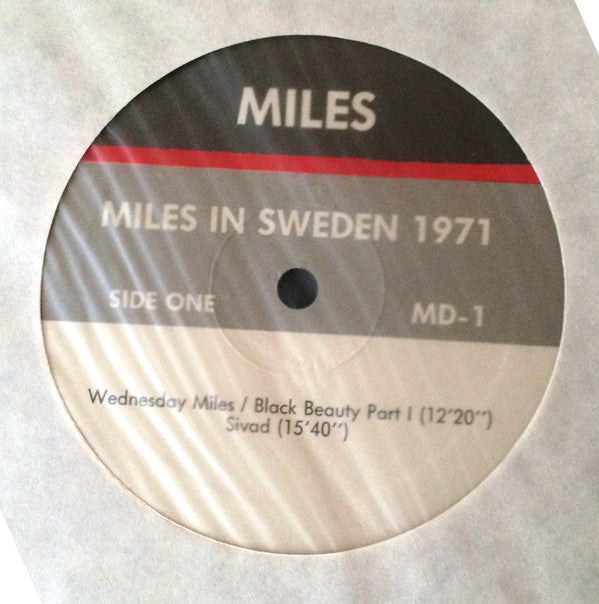 MILES
MILES IN SWEDEN 1971
SIDE ONE
MD-1
Wednesday Miles / Black Beauty Part I (12'20'')
Sivad (15'40'')